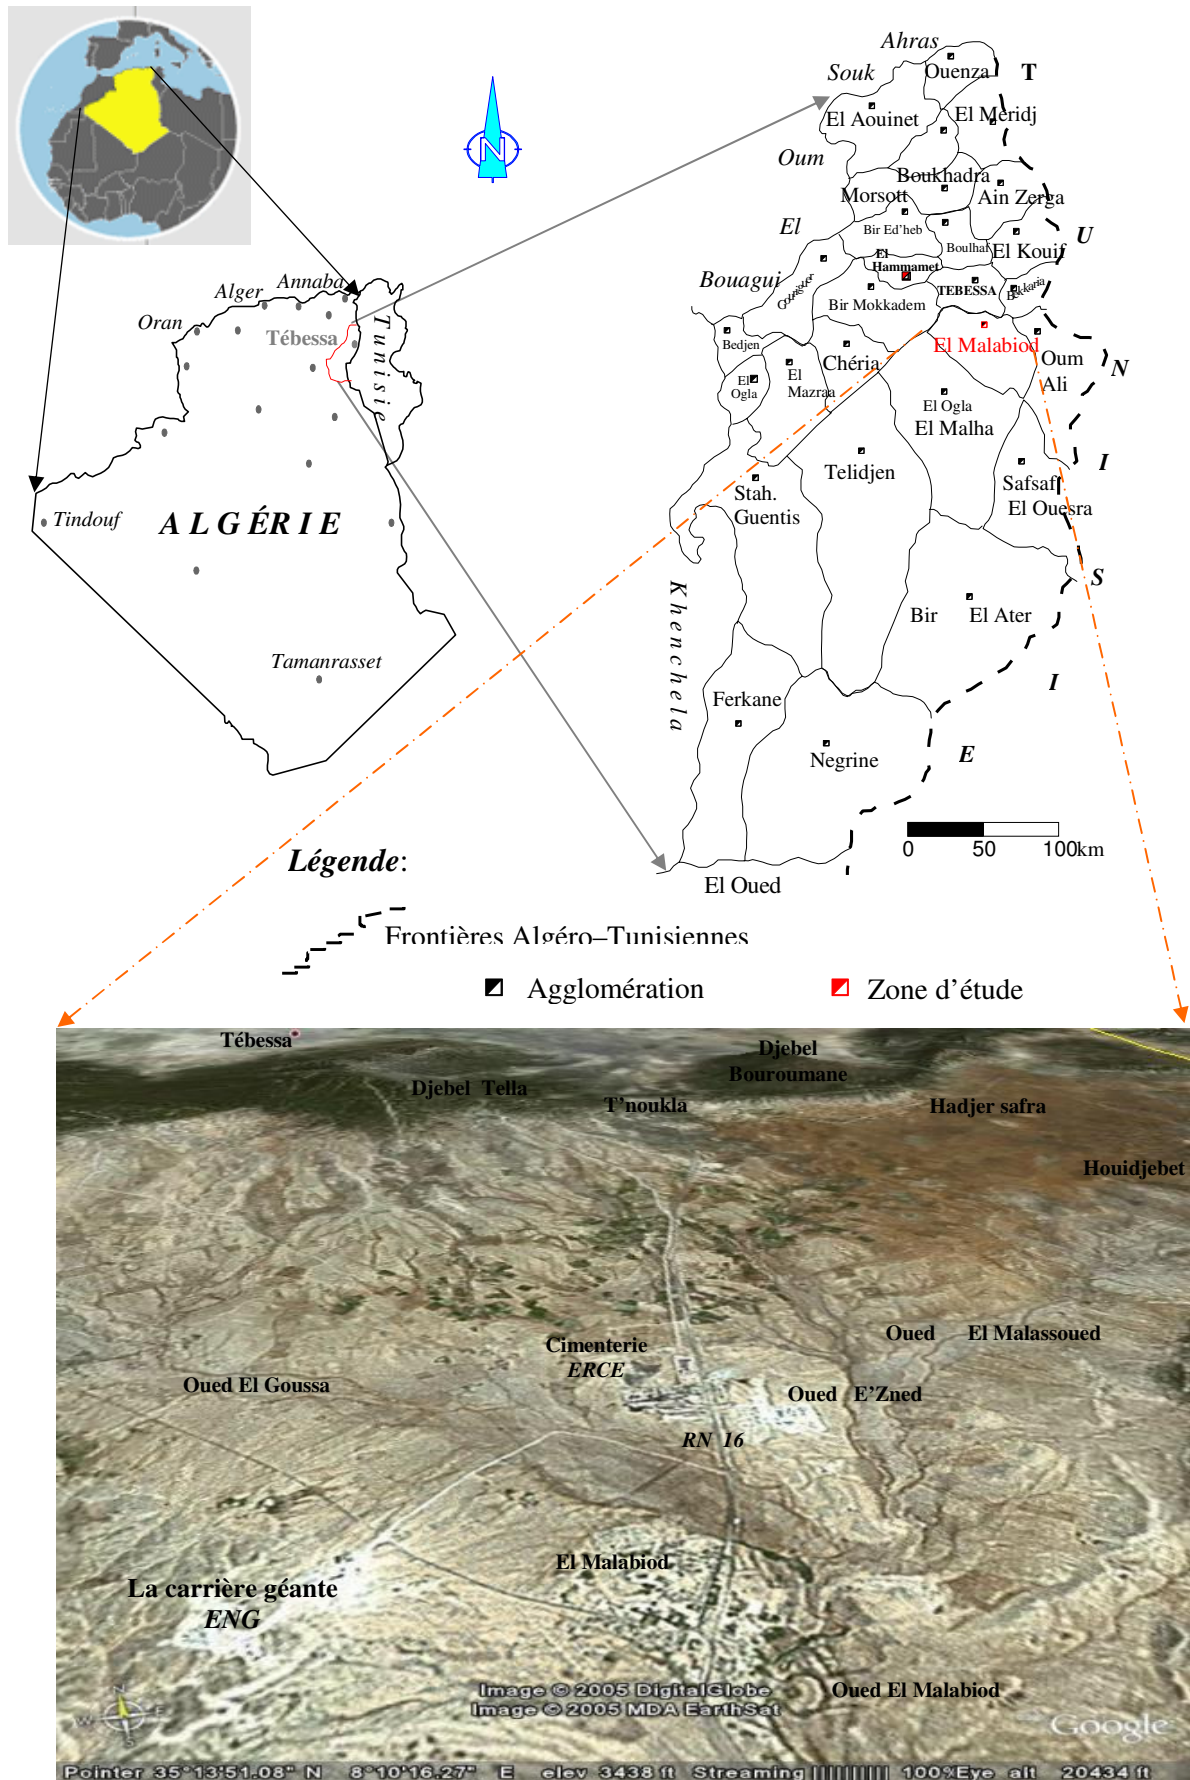 N
Annaba
Alger
Oran
Tébessa
Tunisie
Tindouf
ALGÉRIE
Tamanrasset
Ahras
Souk
Ouenza
T
El Aouinet
El Meridj
Oum
Boukhadra
Morsott
Ain Zerga
El
Bir Ed'heb
Boulhaf
El Kouif
U
El
Hammamet
Bouagui
TEBESSA
Bekkaria
Bir Mokkadem
Bedjen
Chéria
El Malabiod
Oum
Ali
N
El
Ogla
El
Mazraa
El Ogla
El Malha
Telidjen
I
Stah.
Guentis
Safsaf
El Ouesra
S
Khenchela
Bir El Ater
I
Ferkane
Negrine
E
0 50 100km
El Oued
Légende:
Frontières Algéro–Tunisiennes
Agglomération
Zone d'étude
Tébessa
Djebel
Bouroumane
Djebel Tella
T'noukla
Hadjer safra
Houidjebet
Cimenterie
ERCE
Oued El Malassoued
Oued El Goussa
Oued E'Zned
RN 16
El Malabiod
La carrière géante
ENG
Oued El Malabiod
Image © 2005 DigitalGlobe
Image © 2005 MDA EarthSat
N
W E
S
Google
Pointer 35°13'51.08" N 8°10'16.27" E elev 3438 ft Streaming |||||||||| 100% Eye alt 20434 ft